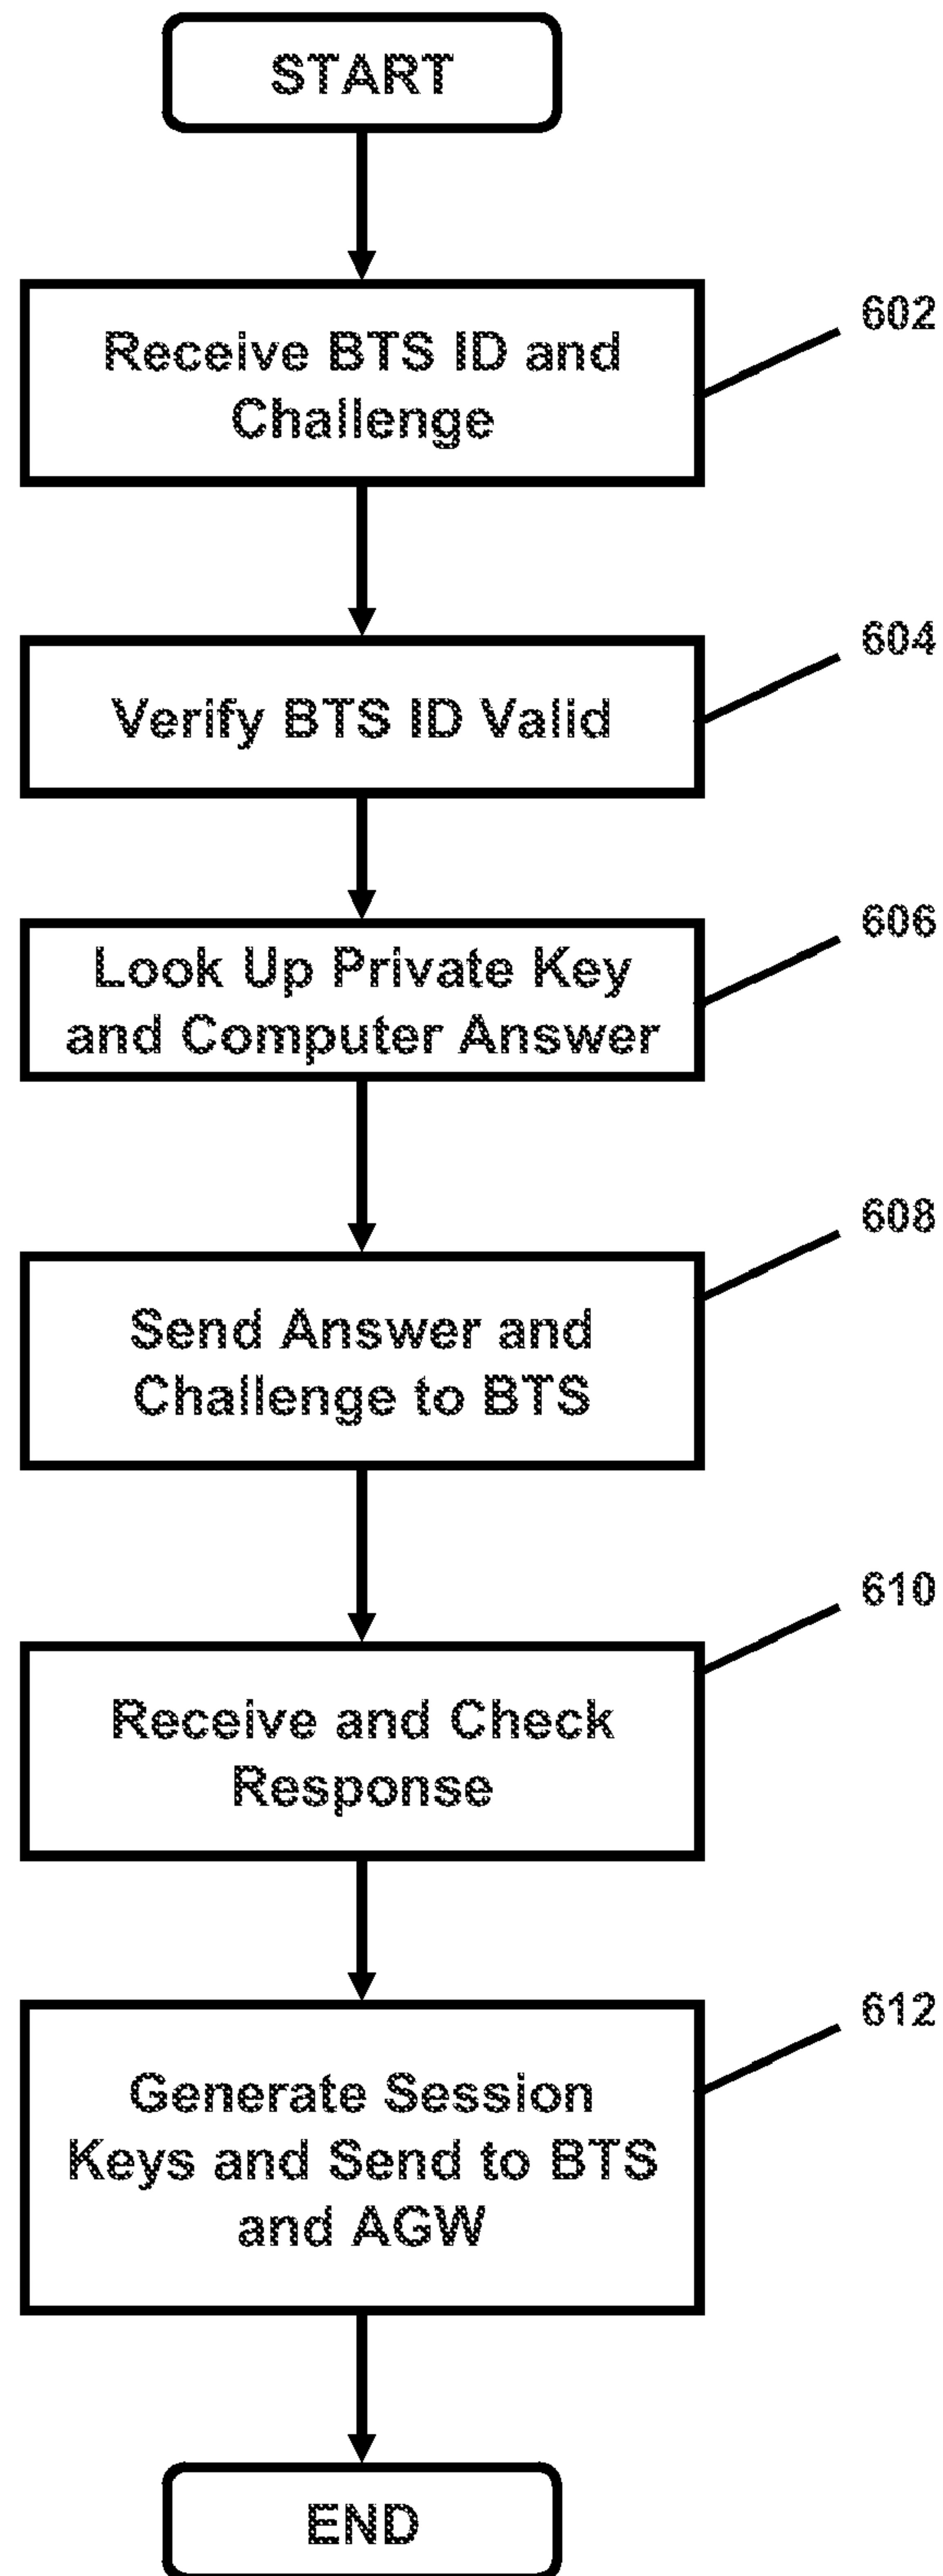 START
Receive BTS ID and
Challenge
602
Verify BTS ID Valid
604
Look Up Private Key
and Computer Answer
606
Send Answer and
Challenge to BTS
608
Receive and Check
Response
610
Generate Session
Keys and Send to BTS
and AGW
612
END